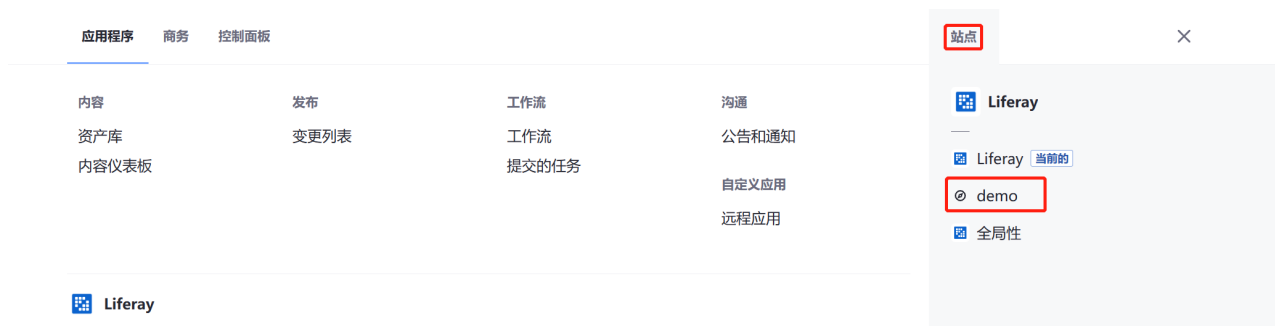 应用程序 商务 控制面板
站点
内容 发布 工作流 沟通
资产库 变更列表 工作流 公告和通知
内容仪表板 提交的任务
自定义应用
远程应用
Liferay
Liferay
Liferay 当前的
demo
全局性